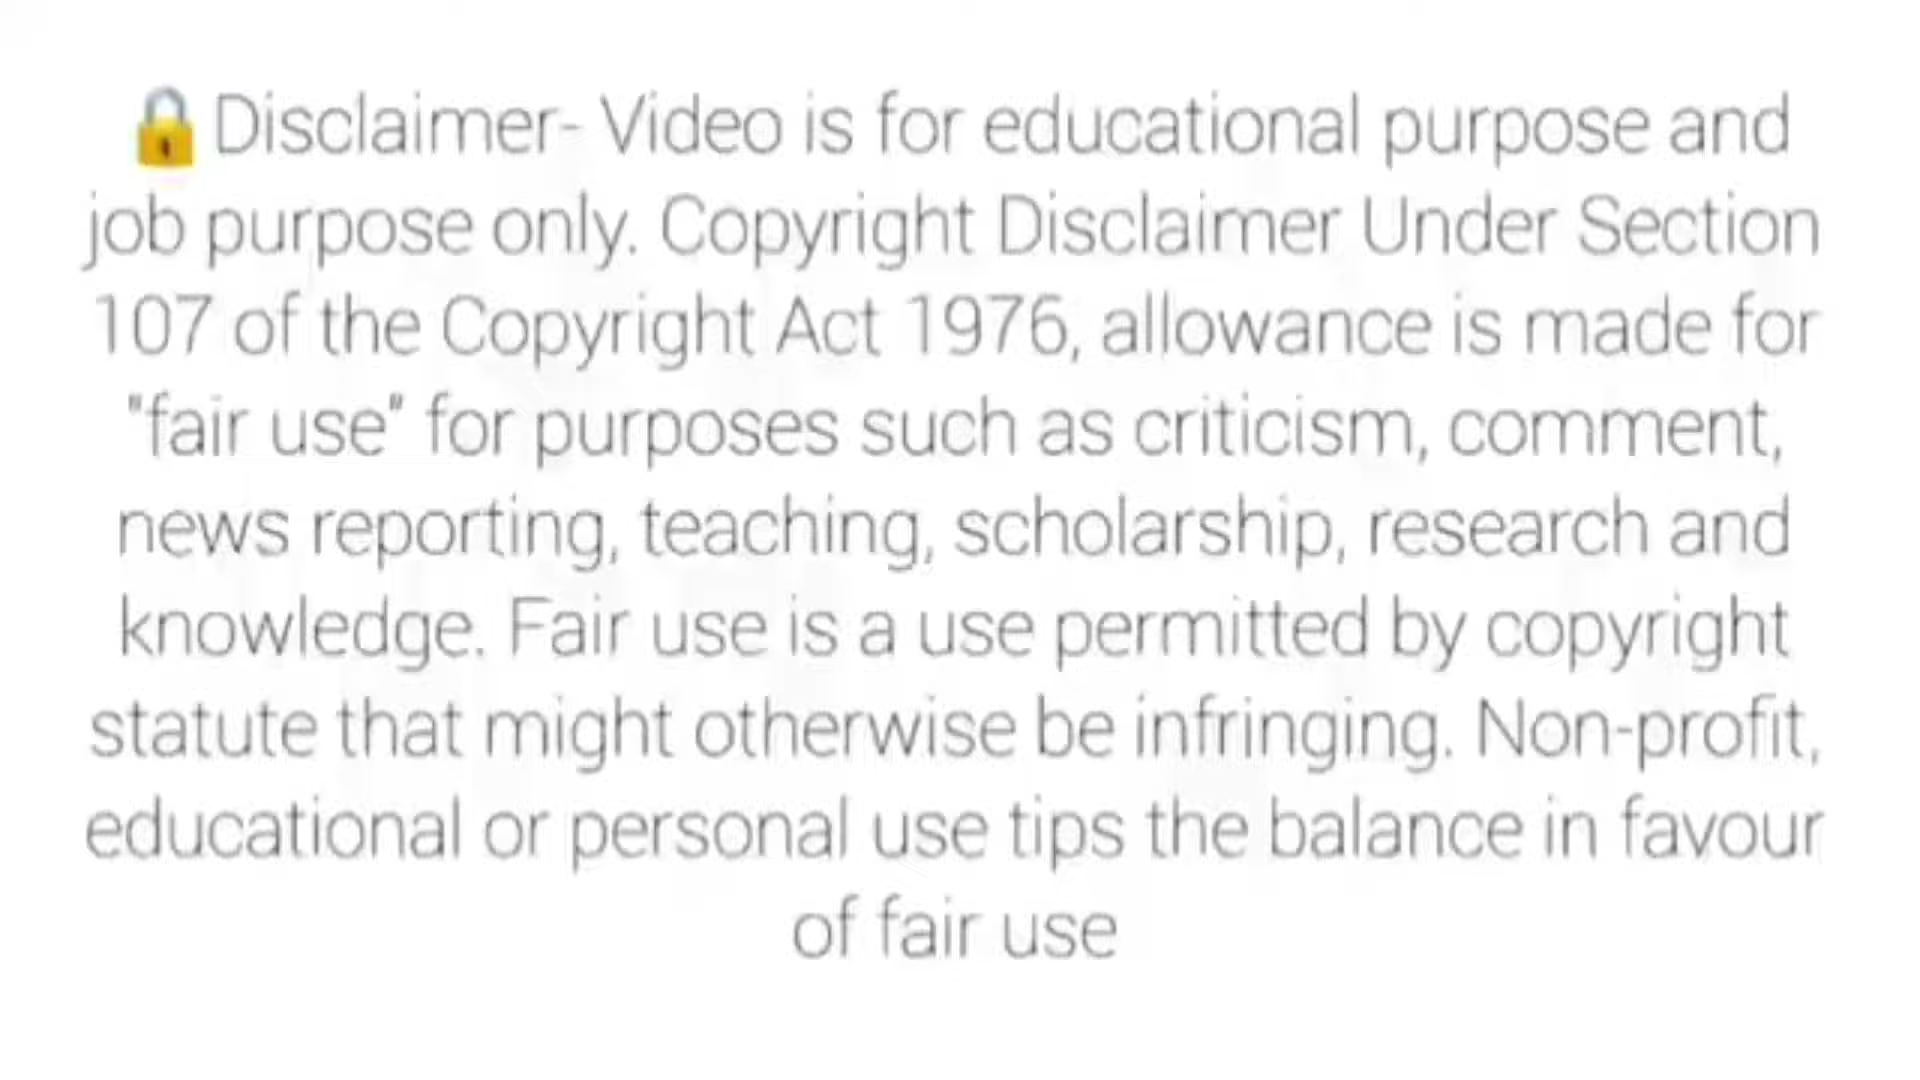 🔒Disclaimer- Video is for educational purpose and
job purpose only. Copyright Disclaimer Under Section
107 of the Copyright Act 1976, allowance is made for
"fair use" for purposes such as criticism, comment,
news reporting, teaching, scholarship, research and
knowledge. Fair use is a use permitted by copyright
statute that might otherwise be infringing. Non-profit,
educational or personal use tips the balance in favour
of fair use